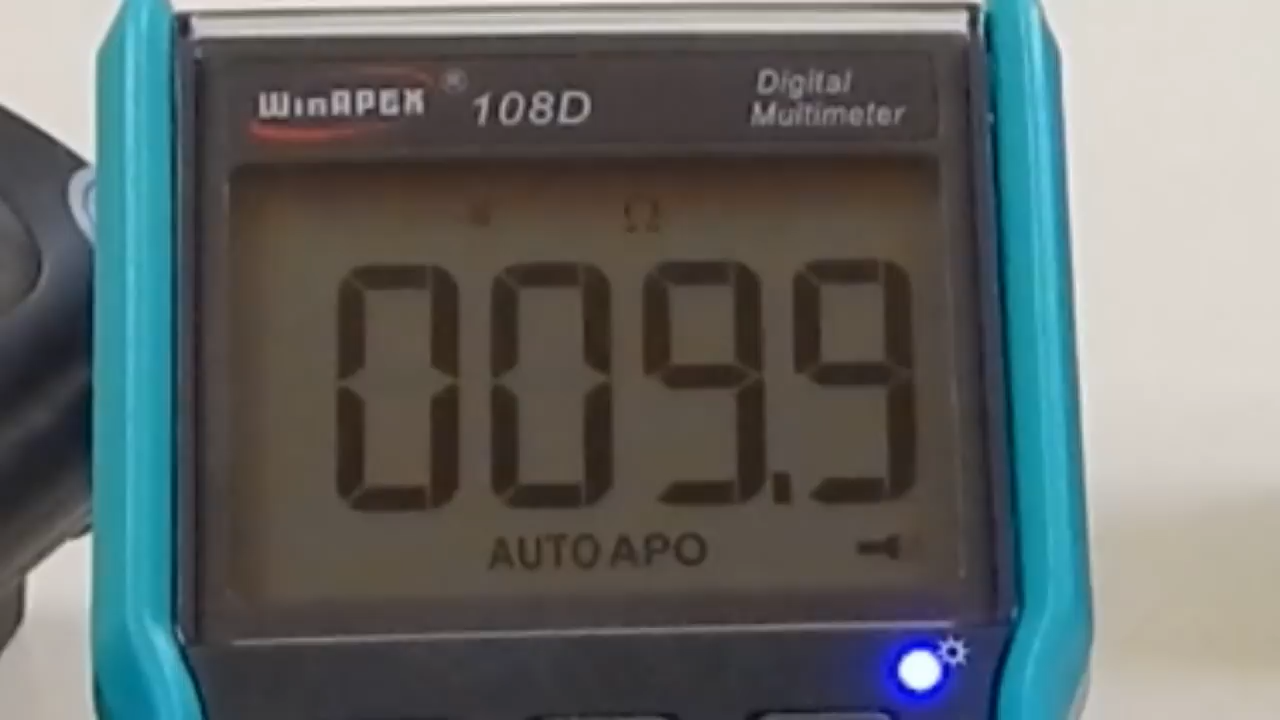 WINAPEX® 108D
Digital
Multimeter
Ω
009.9
AUTO APO